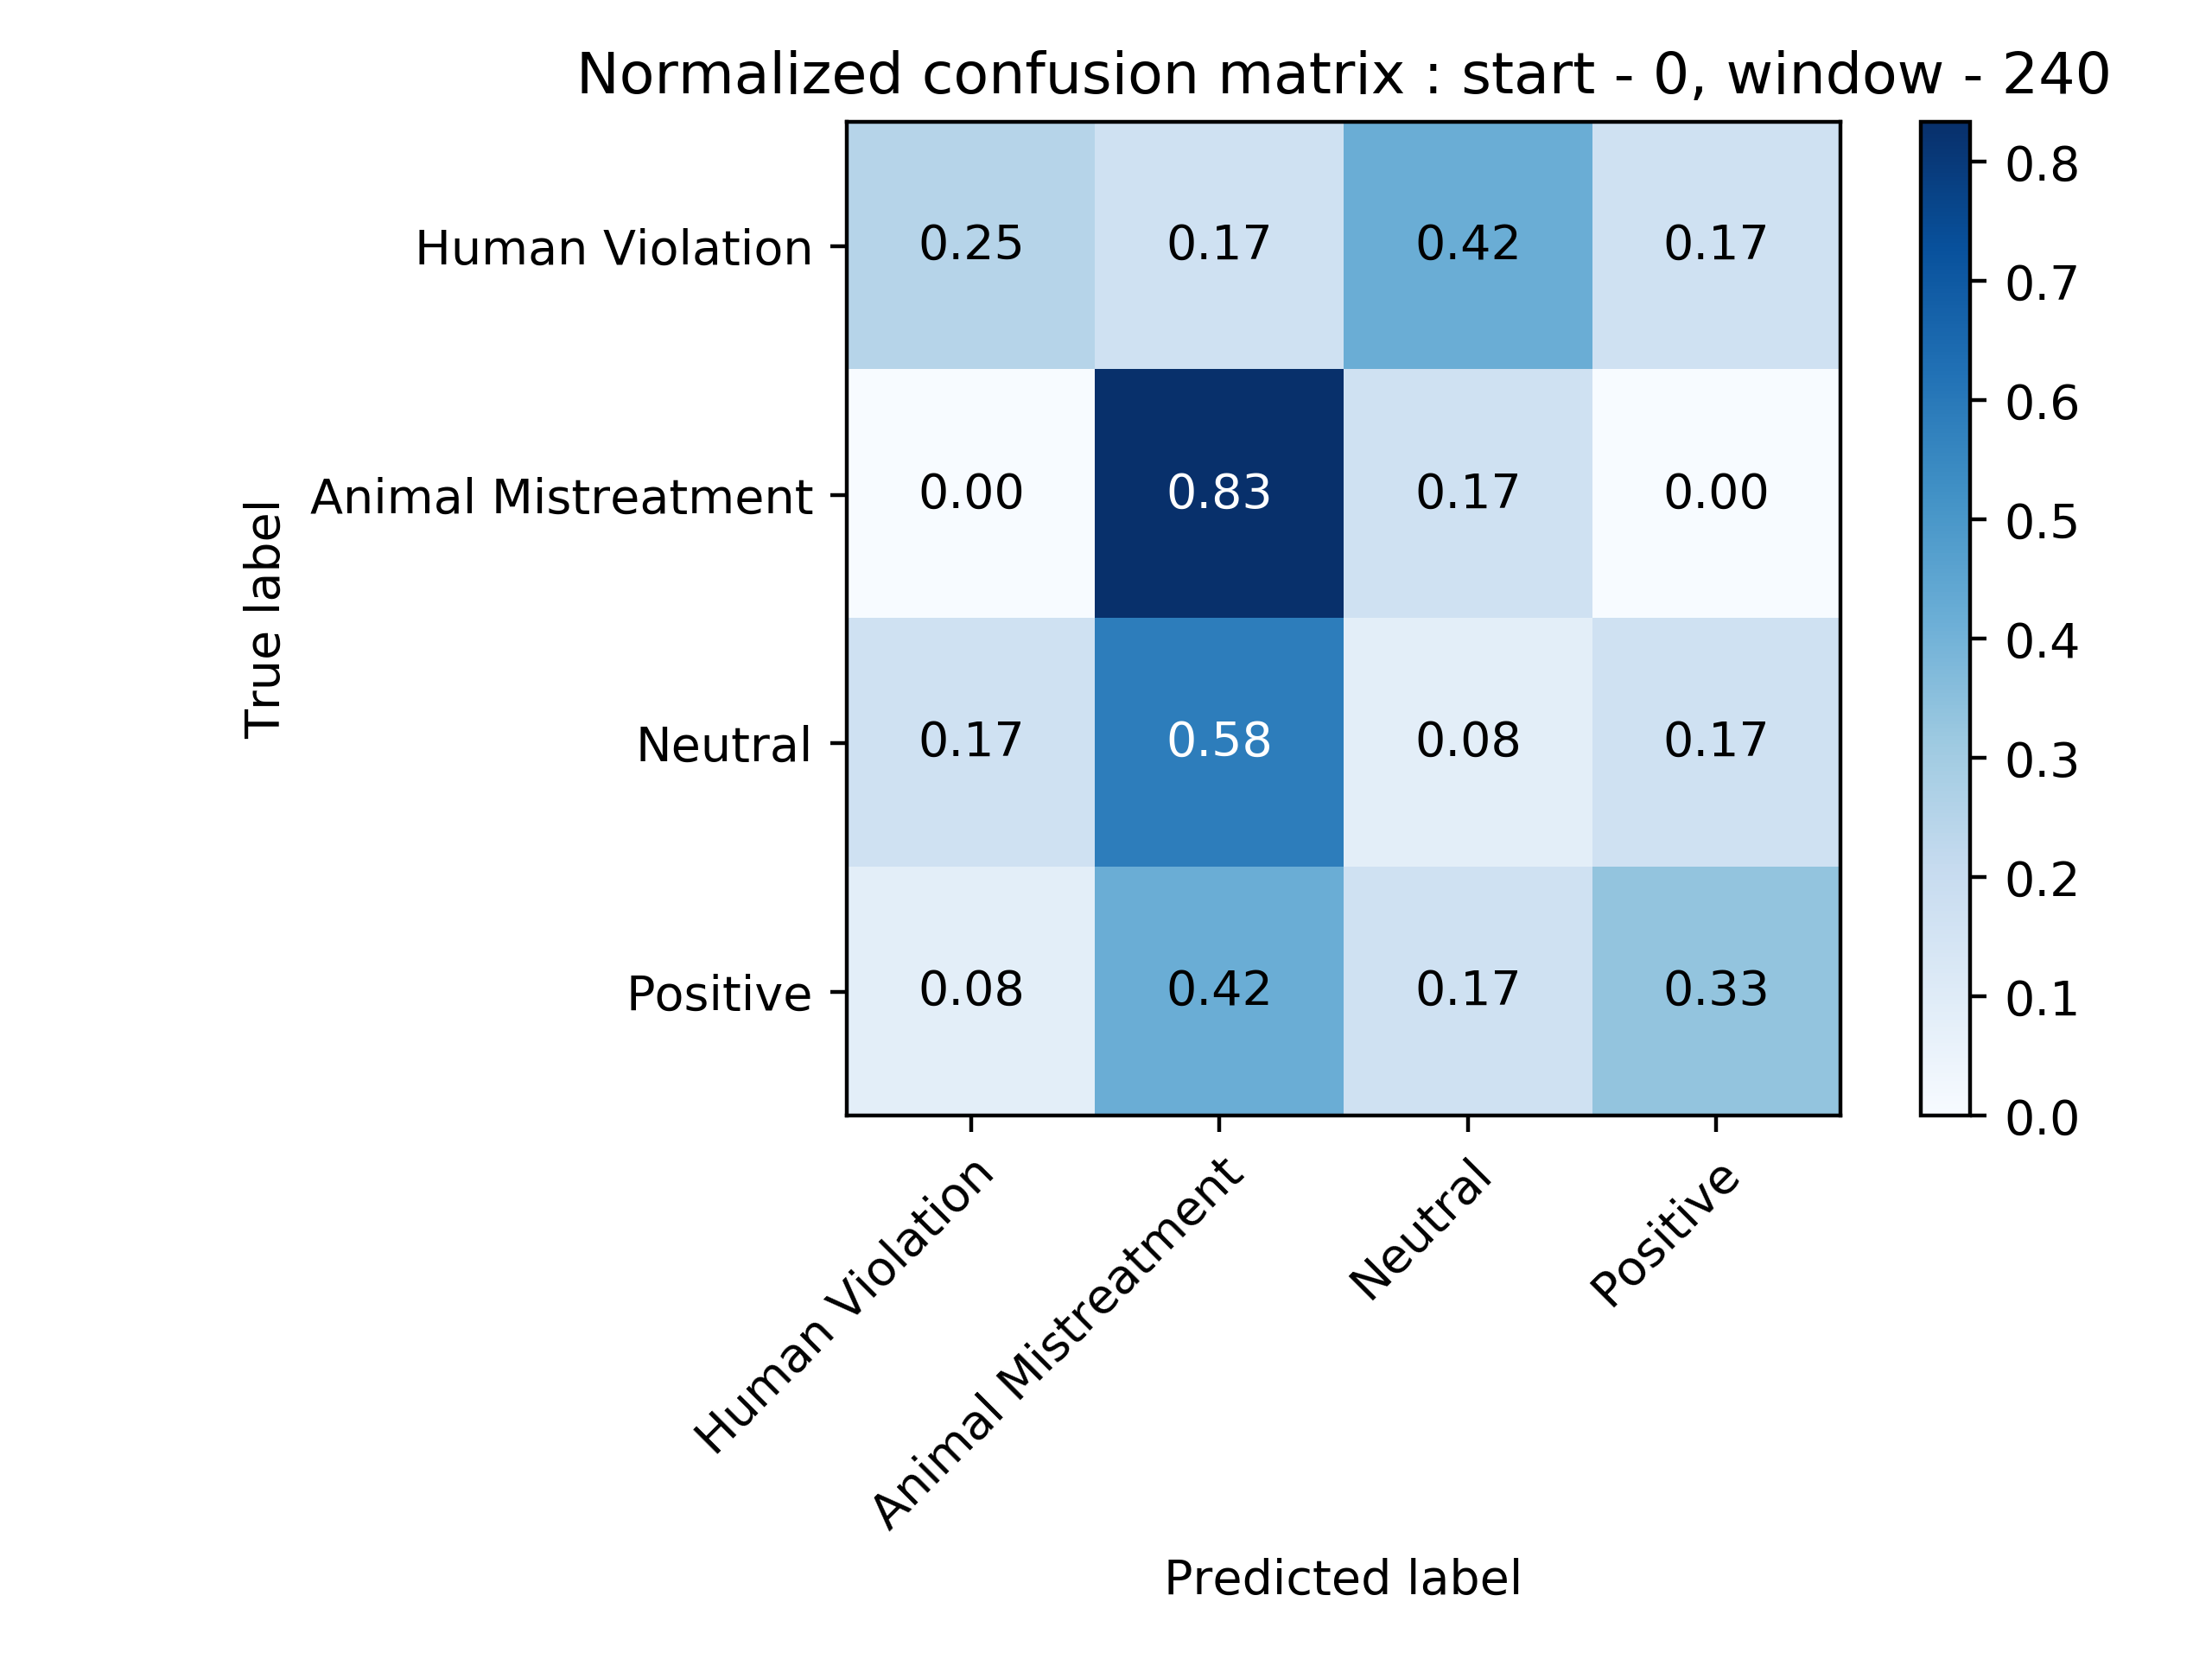 Normalized confusion matrix : start - 0, window - 240
True label
Human Violation
0.25 0.17 0.42 0.17
Animal Mistreatment
0.00 0.83 0.17 0.00
Neutral
0.17 0.58 0.08 0.17
Positive
0.08 0.42 0.17 0.33
Human Violation
Animal Mistreatment
Neutral
Positive
Predicted label
0.8
0.7
0.6
0.5
0.4
0.3
0.2
0.1
0.0